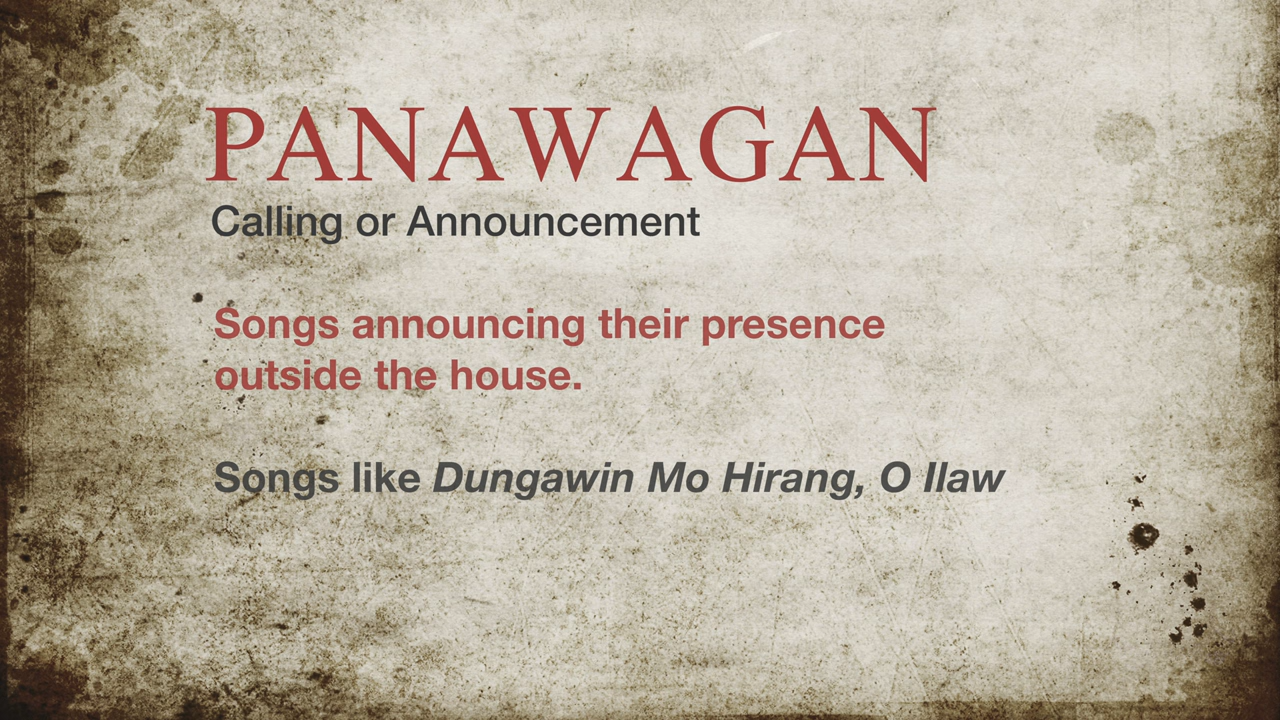 PANAWAGAN
Calling or Announcement
Songs announcing their presence
outside the house.
Songs like Dungawin Mo Hirang, O Ilaw